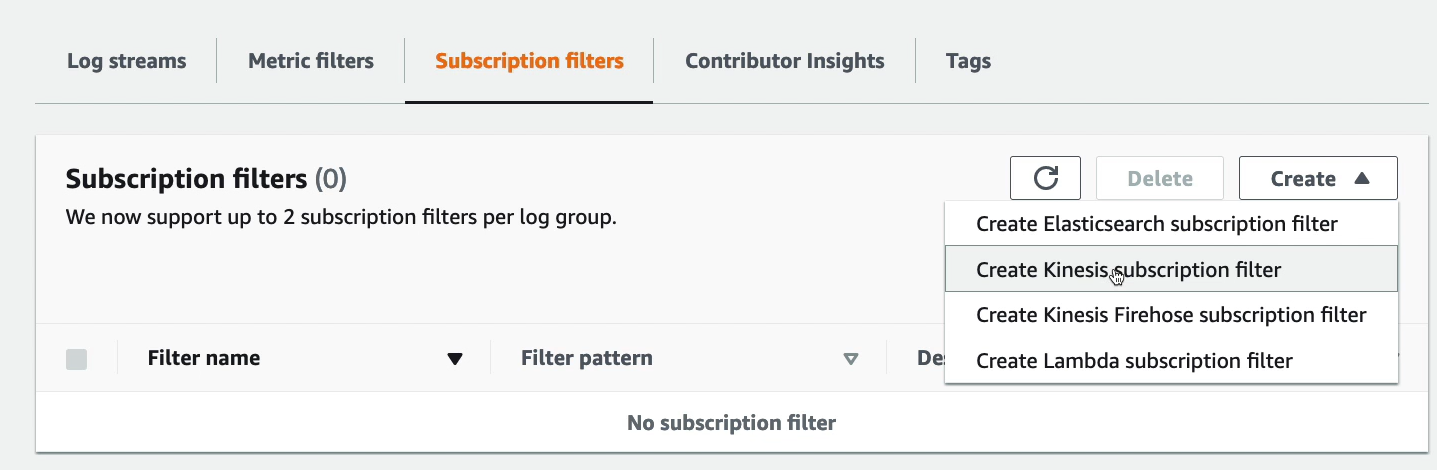 Log streams
Metric filters
Subscription filters
Contributor Insights
Tags
Subscription filters (0)
Delete
Create
We now support up to 2 subscription filters per log group.
Create Elasticsearch subscription filter
Create Kinesis subscription filter
Create Kinesis Firehose subscription filter
Create Lambda subscription filter
Filter name
Filter pattern
No subscription filter